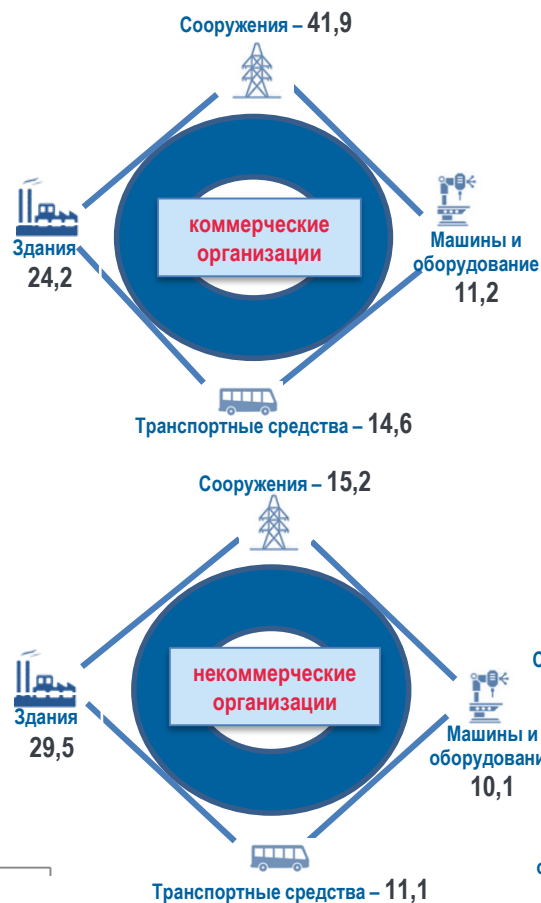 Сооружения – 41,9
коммерческие
организации
Здания
24,2
Машины и
оборудование
11,2
Транспортные средства – 14,6
Сооружения – 15,2
некоммерческие
организации
Здания
29,5
Машины и
оборудовани
10,1
Транспортные средства – 11,1